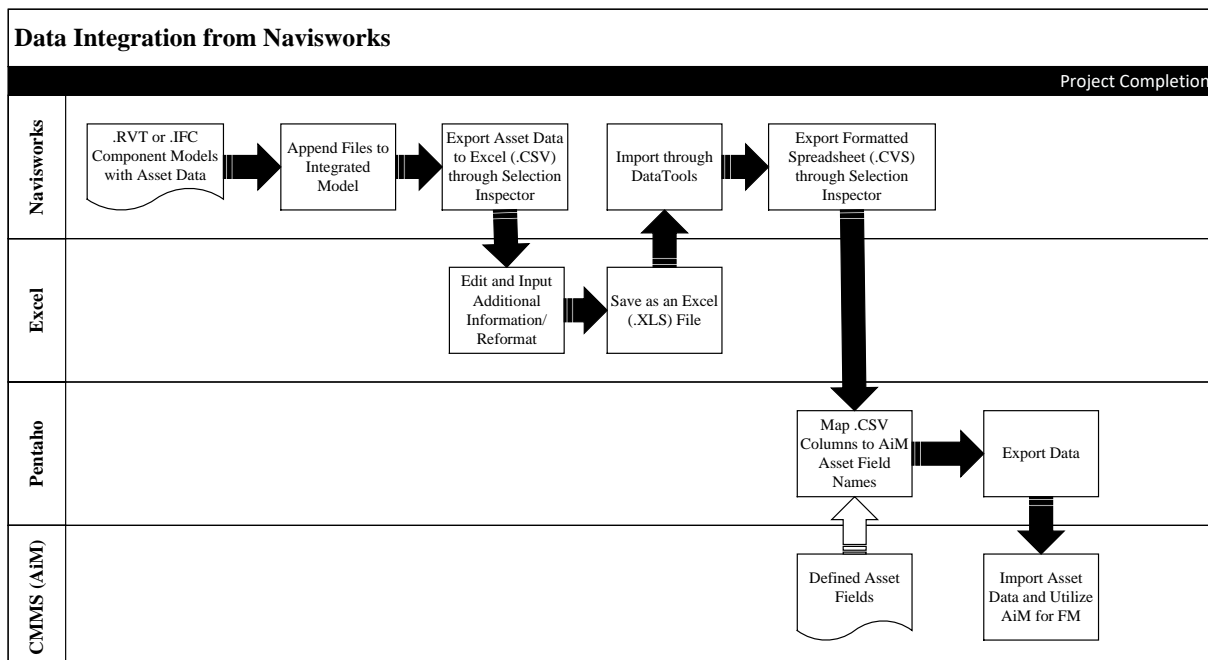 Data Integration from Navisworks
Project Completion
Navisworks
.RVT or .IFC
Component Models
with Asset Data
Append Files to
Integrated
Model
Export Asset Data
to Excel (.CSV)
through Selection
Inspector
Import through
DataTools
Export Formatted
Spreadsheet (.CVS)
through Selection
Inspector
Excel
Edit and Input
Additional
Information/
Reformat
Save as an Excel
(.XLS) File
Pentaho
Map .CSV
Columns to AiM
Asset Field
Names
Export Data
CMMS (AiM)
Defined Asset
Fields
Import Asset
Data and Utilize
AiM for FM